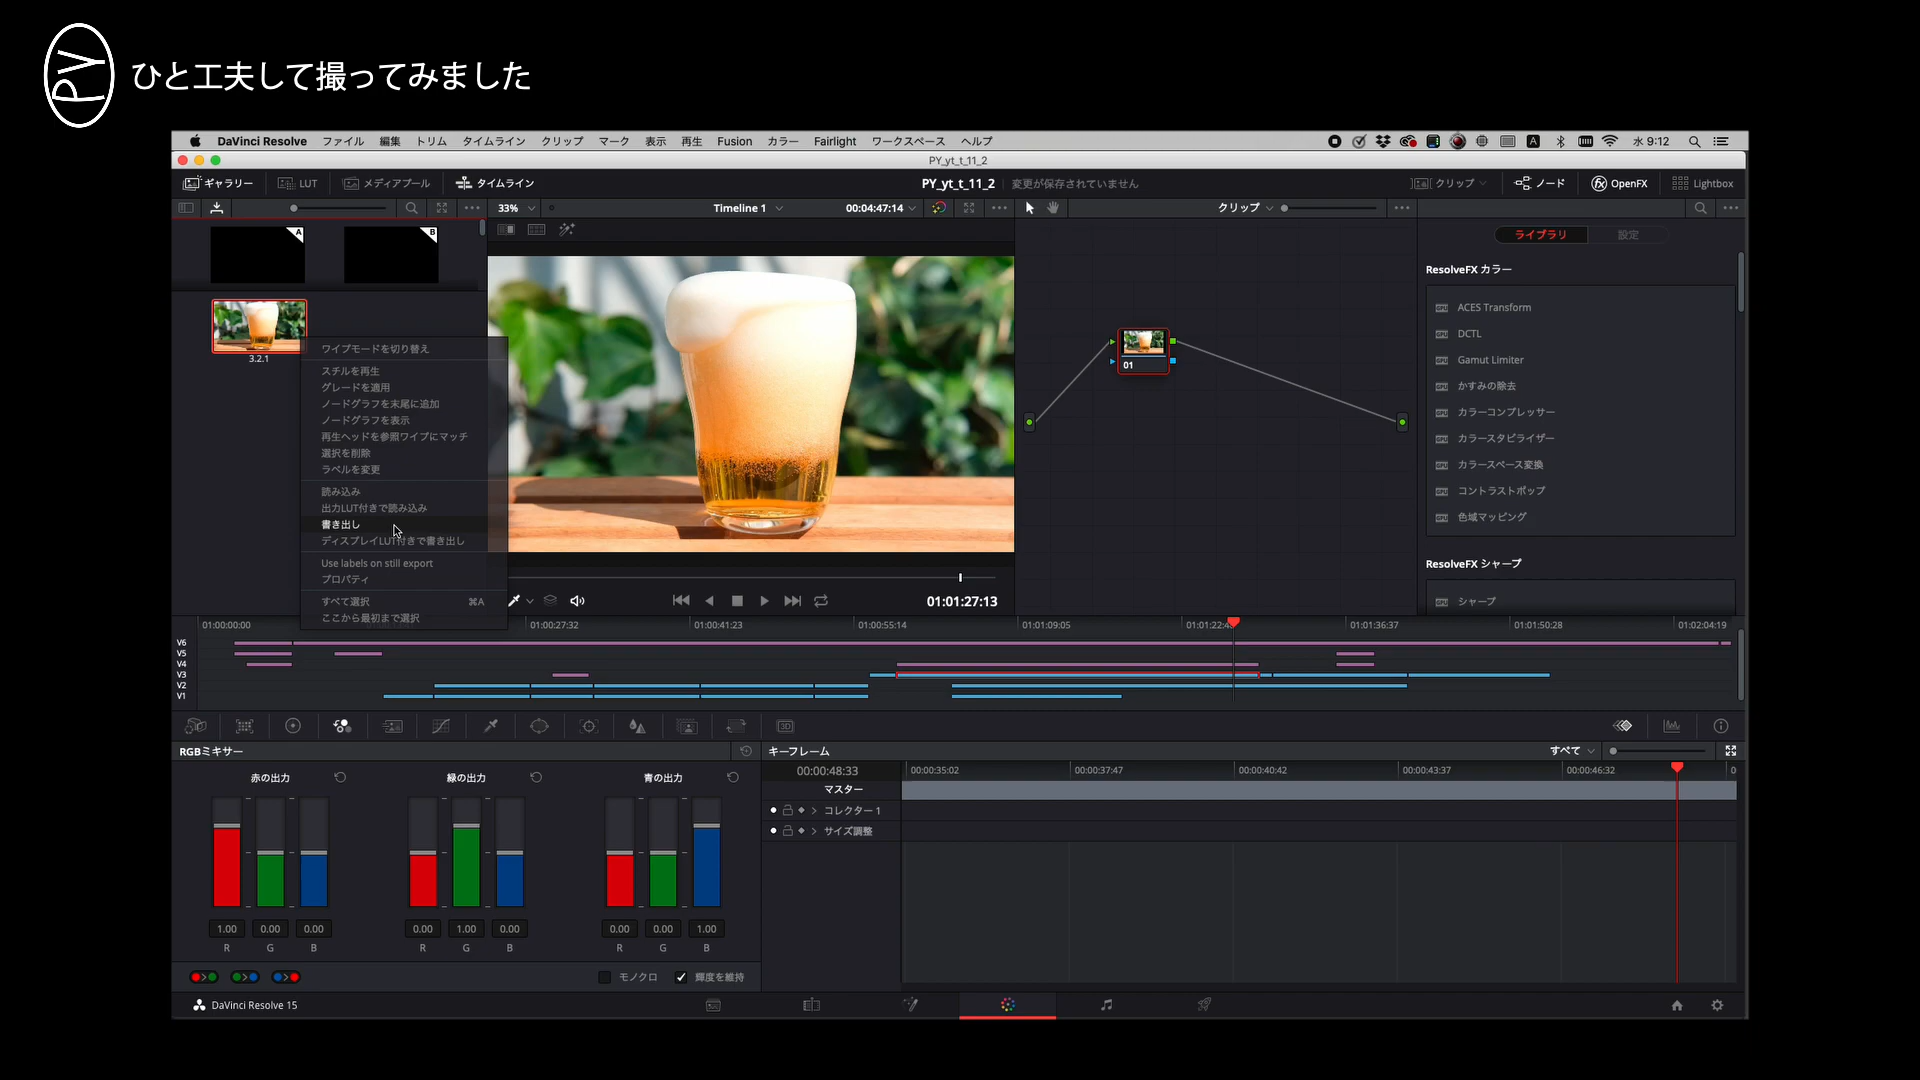 PY ひと工夫して撮ってみました
DaVinci Resolve ファイル 編集 トリム タイムライン クリップ マーク 表示 再生 Fusion カラー Fairlight ワークスペース ヘルプ 水 9:12
PY_yt_t_11_2
ギャラリー LUT メディアプール タイムライン PY_yt_t_11_2 変更が保存されていません クリップ ノード OpenFX Lightbox
33% Timeline 1 00:04:47:14 クリップ
A B
ライブラリ 設定
ResolveFX カラー
ACES Transform
DCTL
Gamut Limiter
かすみの除去
カラーコンプレッサー
カラースタビライザー
カラースペース変換
コントラストポップ
色域マッピング
ResolveFX シャープ
シャープ
3.2.1
ワイプモードを切り替え
スチルを再生
グレードを適用
ノードグラフを末尾に追加
ノードグラフを表示
再生ヘッドを参照ワイプにマッチ
選択を削除
ラベルを変更
読み込み
出力LUT付きで読み込み
書き出し
ディスプレイLUT付きで書き出し
Use labels on still export
プロパティ
すべて選択 ⌘A
ここから最初まで選択
01
01:01:27:13
01:00:00:00 01:00:27:32 01:00:41:23 01:00:55:14 01:01:09:05 01:01:22:4 01:01:36:37 01:01:50:28 01:02:04:19
V6
V5
V4
V3
V2
V1
3D
RGBミキサー
赤の出力 緑の出力 青の出力
1.00 0.00 0.00 0.00 1.00 0.00 0.00 0.00 1.00
R G B R G B R G B
モノクロ 輝度を維持
キーフレーム すべて
00:00:48:33 00:00:35:02 00:00:37:47 00:00:40:42 00:00:43:37 00:00:46:32 0
マスター
コレクター 1
サイズ調整
DaVinci Resolve 15